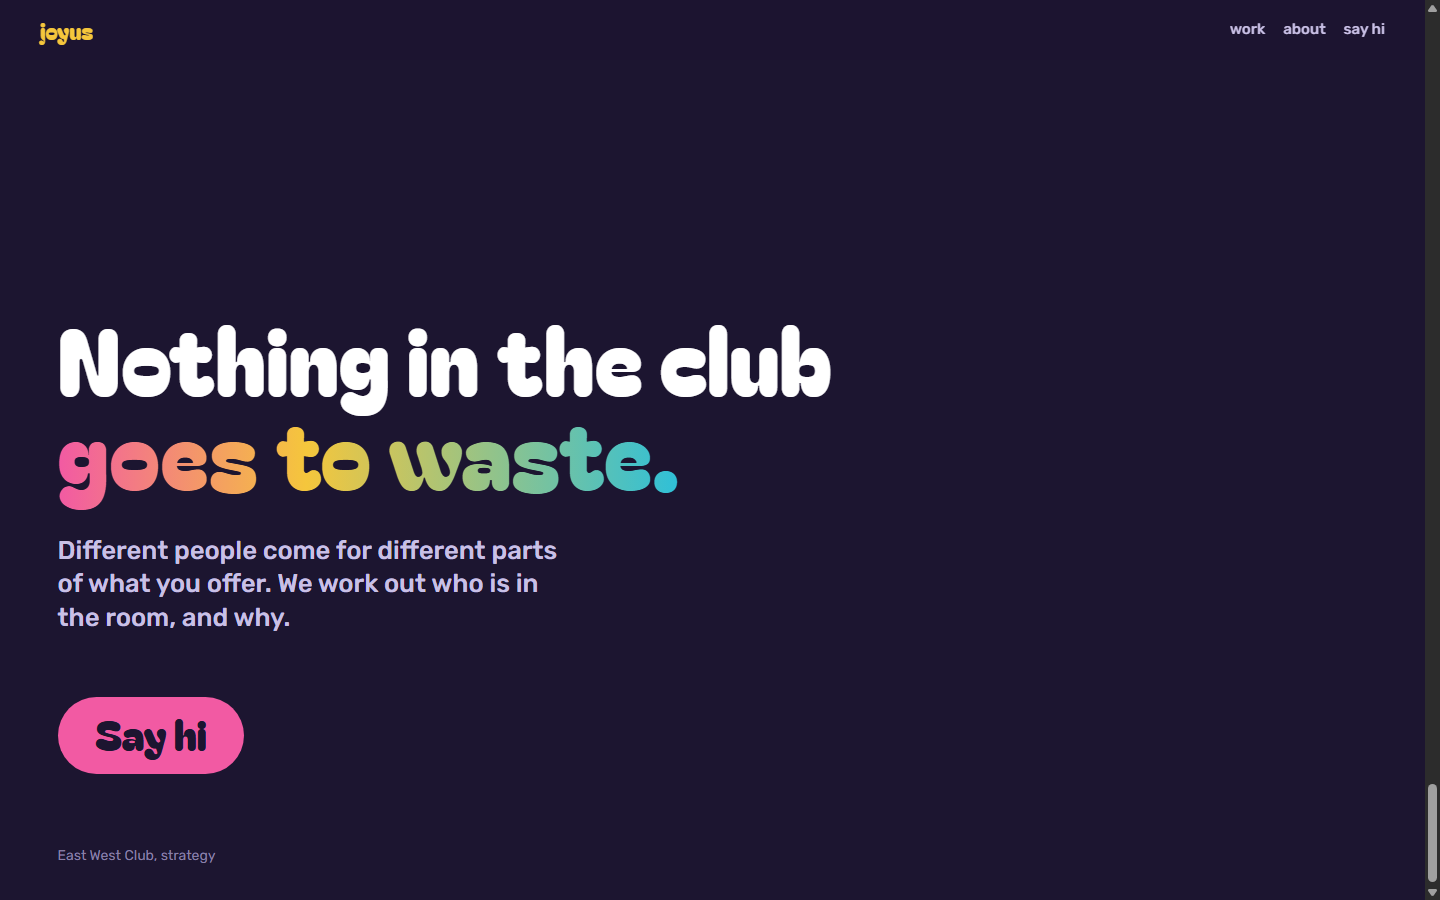 joyus
work about say hi
Nothing in the club
goes to waste.
Different people come for different parts
of what you offer. We work out who is in
the room, and why.
Say hi
East West Club, strategy